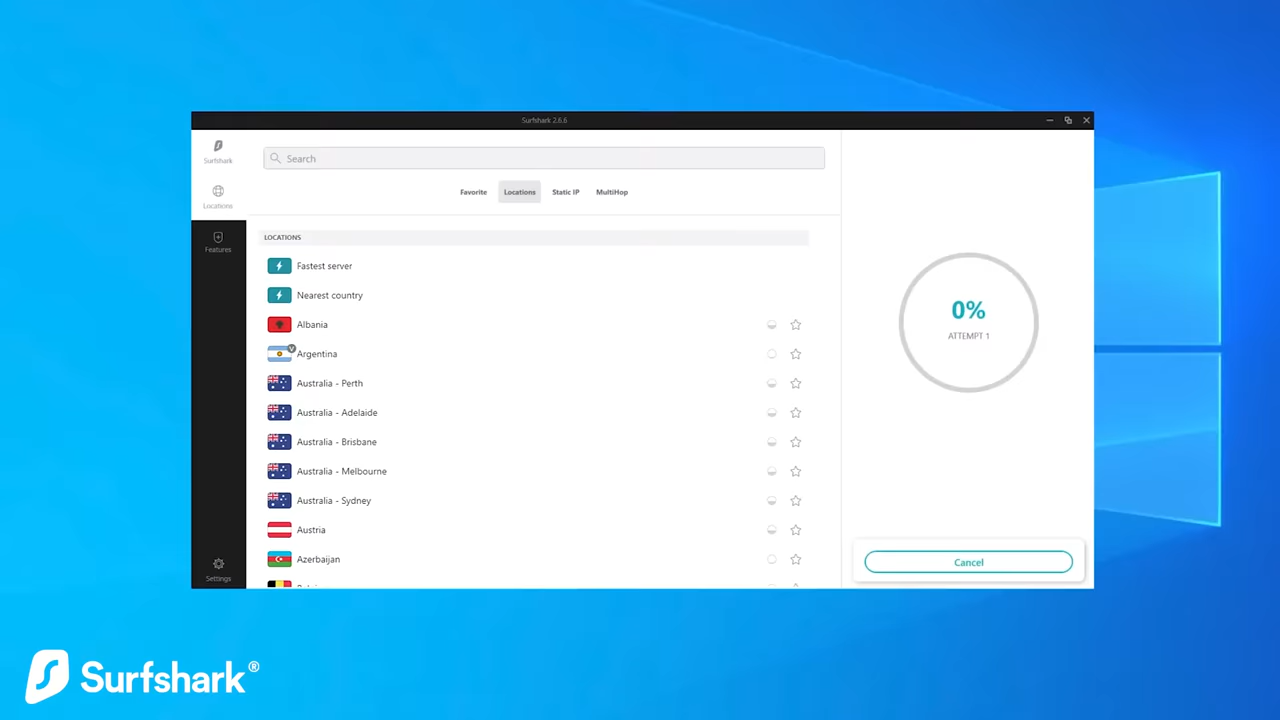 Surfshark 2.6.6
Surfshark
Search
Locations
Favorite Locations Static IP MultiHop
Features
LOCATIONS
Fastest server
Nearest country
Albania
V
Argentina
Australia - Perth
Australia - Adelaide
Australia - Brisbane
Australia - Melbourne
Australia - Sydney
Austria
Azerbaijan
Settings
0%
ATTEMPT 1
Cancel
Surfshark®